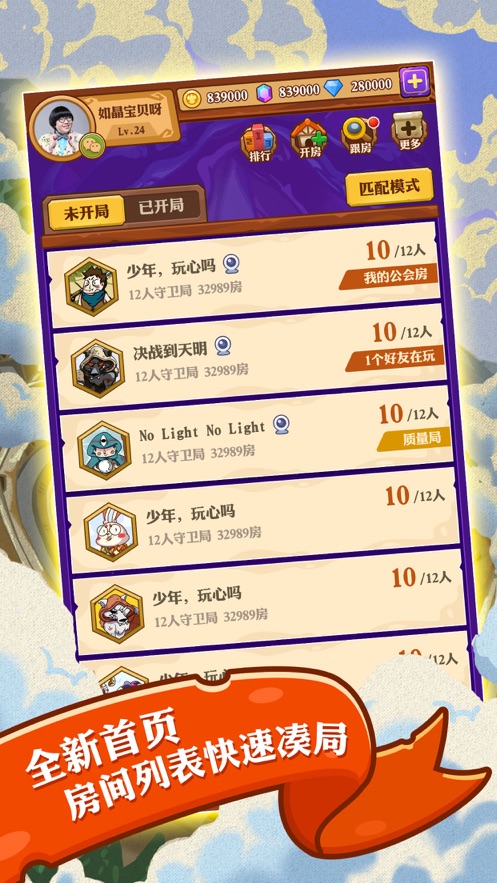 如晶宝贝呀
Lv.24
839000
839000
280000
排行
开房
跟房
更多
未开局
已开局
匹配模式
少年，玩心吗
12人守卫局 32989房
10/12人
我的公会房
决战到天明
12人守卫局 32989房
10/12人
1个好友在玩
No Light No Light
12人守卫局 32989房
10/12人
质量局
少年，玩心吗
12人守卫局 32989房
10/12人
少年，玩心吗
12人守卫局 32989房
10/12人
少年，玩心
10/12人
全新首页
房间列表快速凑局